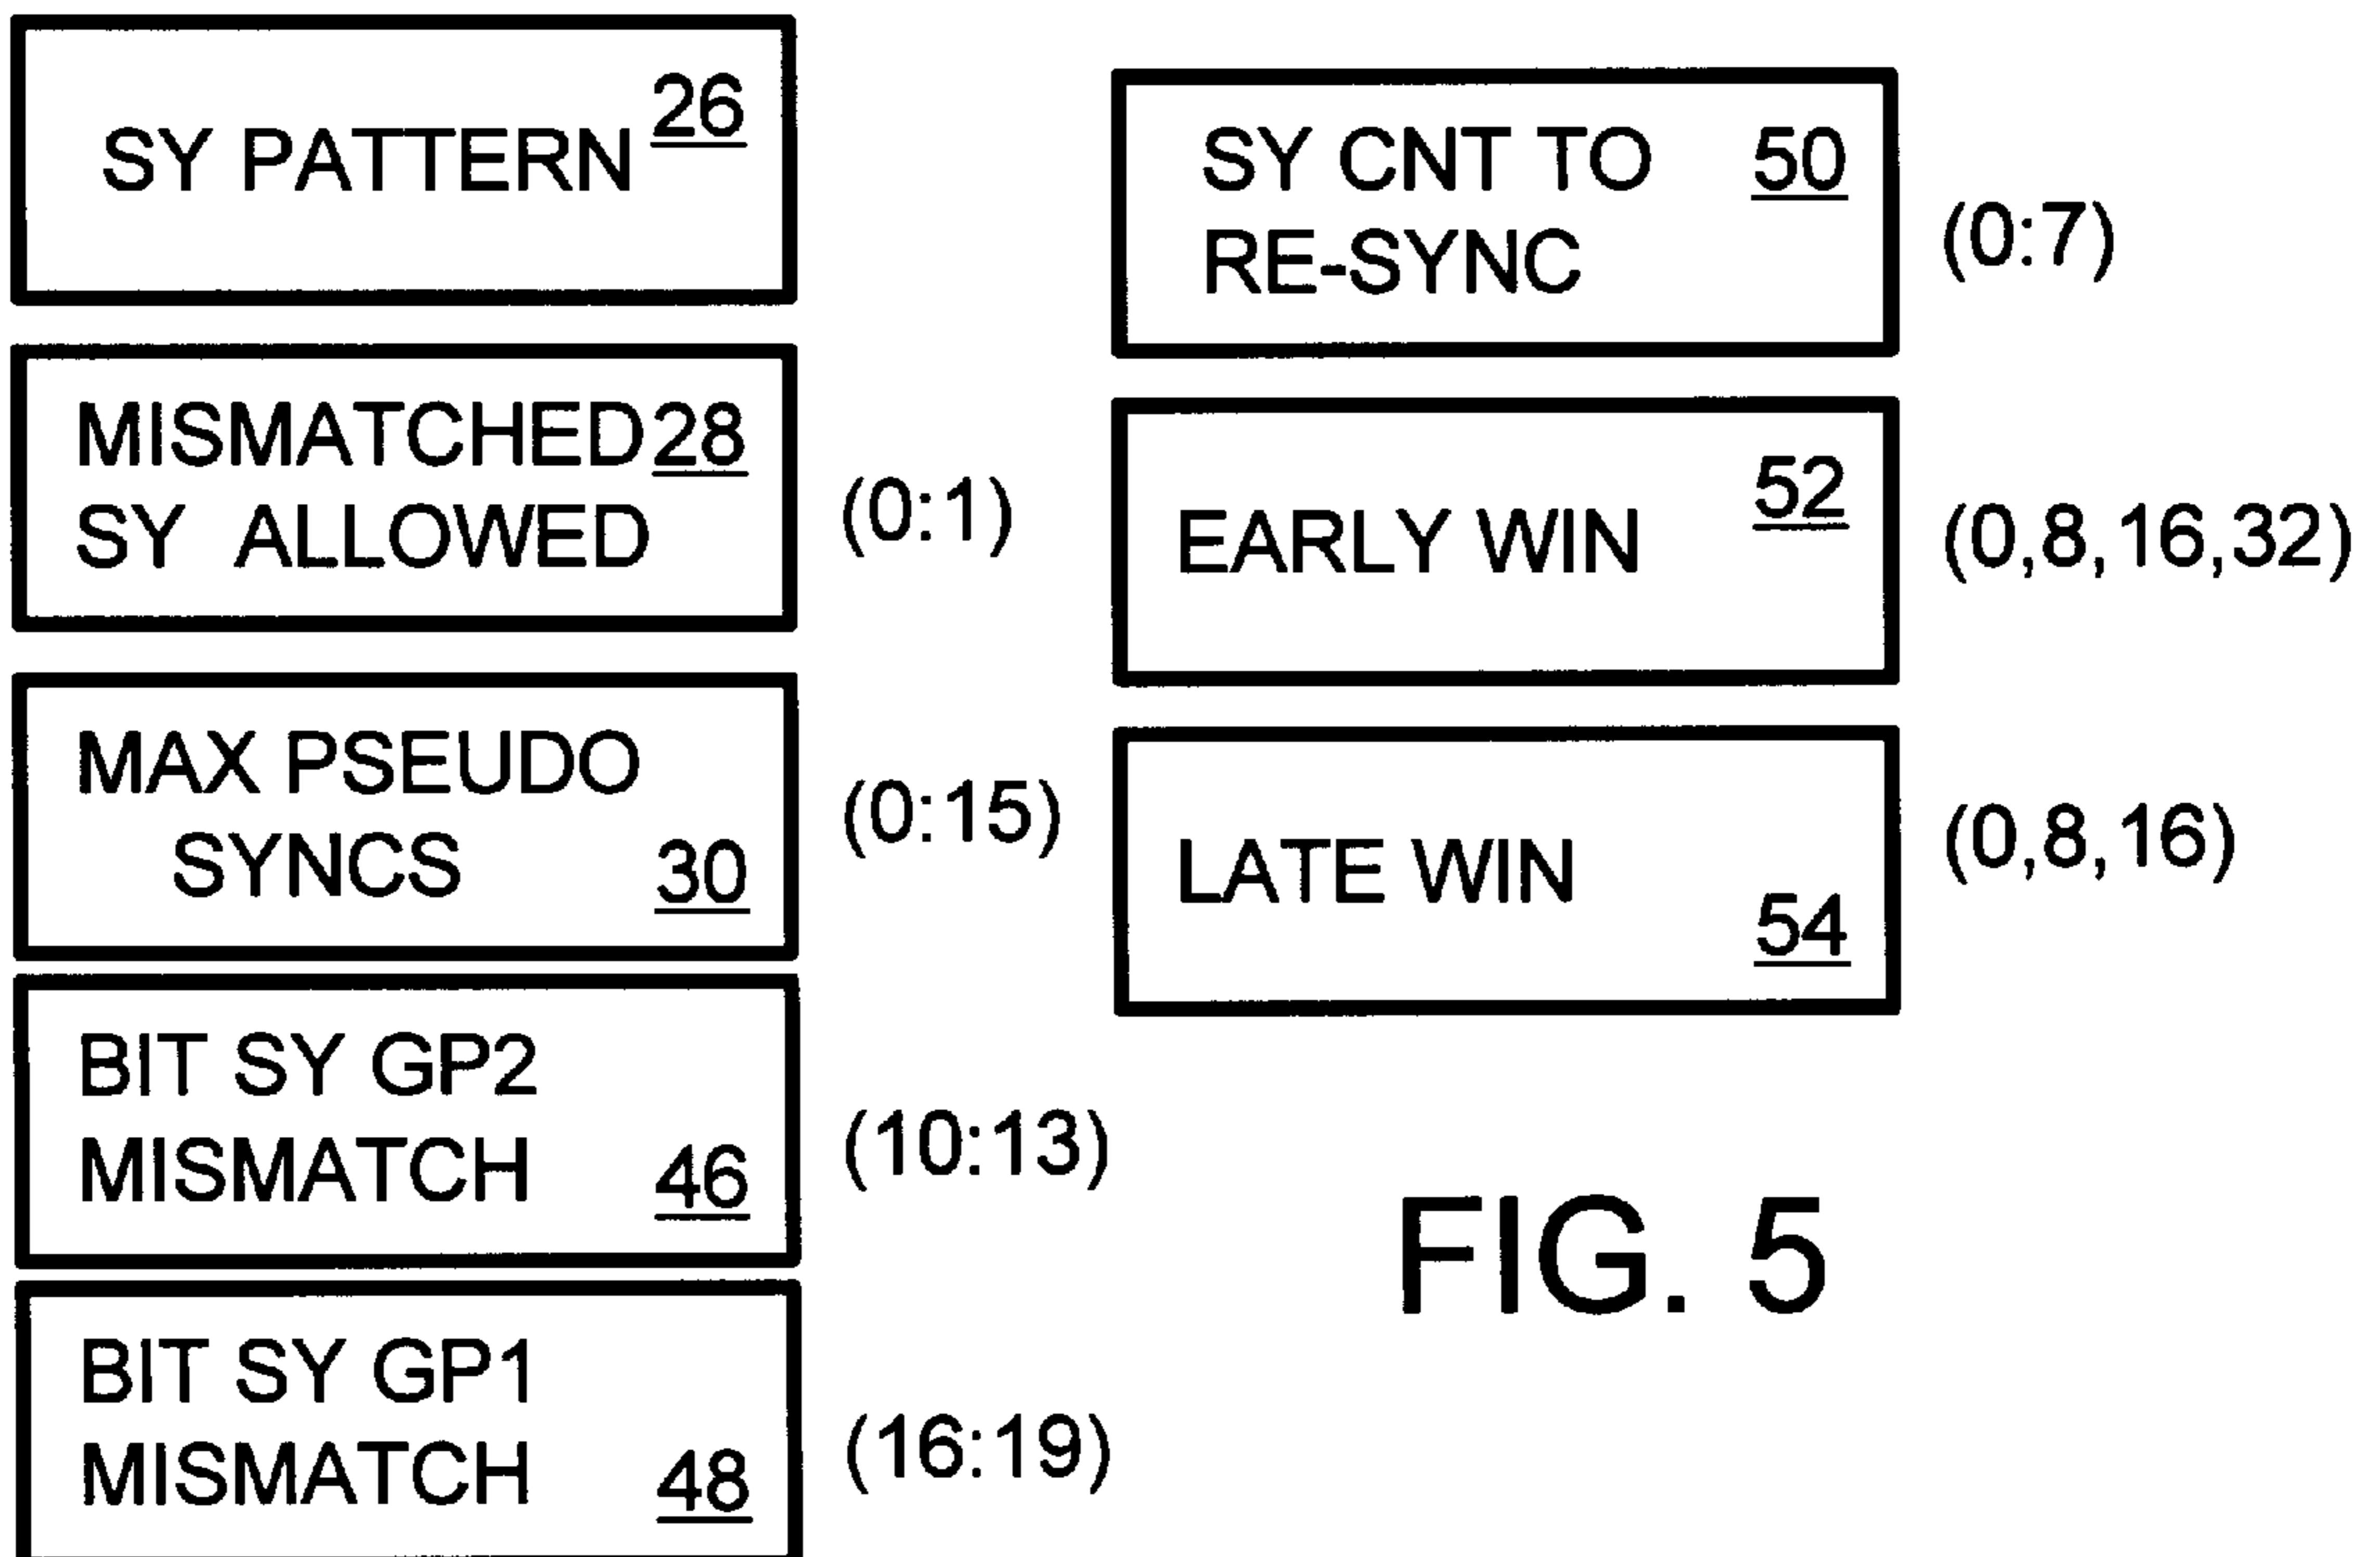 SY PATTERN 26
MISMATCHED 28
SY ALLOWED
(0:1)
MAX PSEUDO
SYNCS 30
(0:15)
BIT SY GP2
MISMATCH 46
(10:13)
BIT SY GP1
MISMATCH 48
(16:19)
SY CNT TO 50
RE-SYNC
(0:7)
EARLY WIN 52
(0,8,16,32)
LATE WIN
54
(0,8,16)
FIG. 5